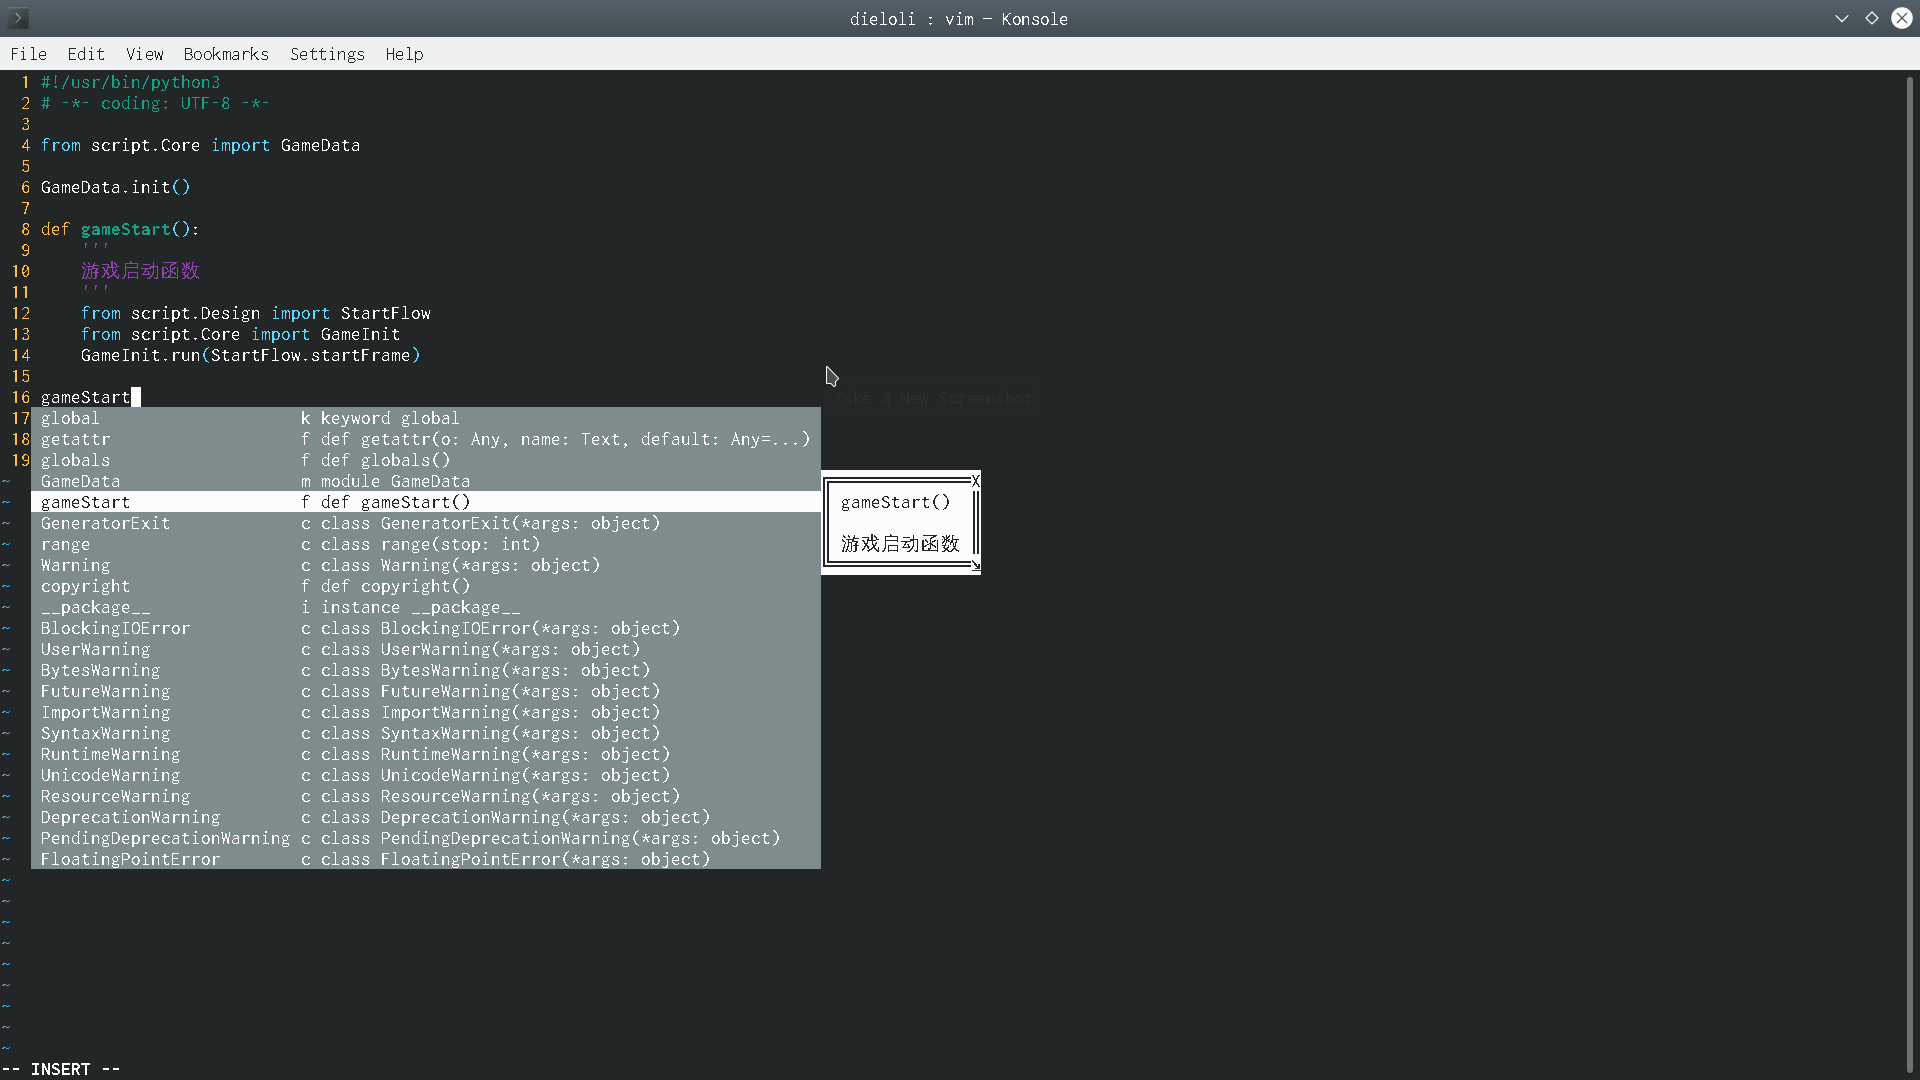 dieloli : vim — Konsole
File Edit View Bookmarks Settings Help
1 #!/usr/bin/python3
2 # -*- coding: UTF-8 -*-
3
4 from script.Core import GameData
5
6 GameData.init()
7
8 def gameStart():
9 '''
10 游戏启动函数
11 '''
12 from script.Design import StartFlow
13 from script.Core import GameInit
14 GameInit.run(StartFlow.startFrame)
15
16 gameStart
Take a New Screenshot
17 global k keyword global
18 getattr f def getattr(o: Any, name: Text, default: Any=...)
19 globals f def globals()
~ GameData m module GameData
~ gameStart f def gameStart()
~ GeneratorExit c class GeneratorExit(*args: object)
~ range c class range(stop: int)
~ Warning c class Warning(*args: object)
~ copyright f def copyright()
~ __package__ i instance __package__
~ BlockingIOError c class BlockingIOError(*args: object)
~ UserWarning c class UserWarning(*args: object)
~ BytesWarning c class BytesWarning(*args: object)
~ FutureWarning c class FutureWarning(*args: object)
~ ImportWarning c class ImportWarning(*args: object)
~ SyntaxWarning c class SyntaxWarning(*args: object)
~ RuntimeWarning c class RuntimeWarning(*args: object)
~ UnicodeWarning c class UnicodeWarning(*args: object)
~ ResourceWarning c class ResourceWarning(*args: object)
~ DeprecationWarning c class DeprecationWarning(*args: object)
~ PendingDeprecationWarning c class PendingDeprecationWarning(*args: object)
~ FloatingPointError c class FloatingPointError(*args: object)
X
gameStart()
游戏启动函数
~
~
~
~
~
~
~
~
~
-- INSERT --